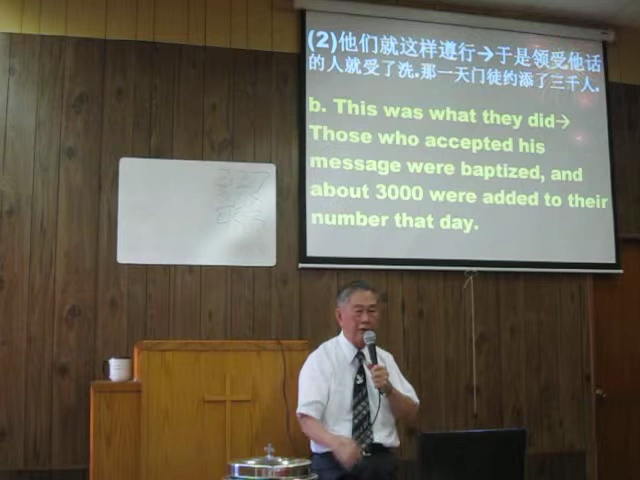 (2)他们就这样遵行→于是领受他话
的人就受了洗.那一天门徒约添了三千人.
b. This was what they did→
Those who accepted his
message were baptized, and
about 3000 were added to their
number that day.